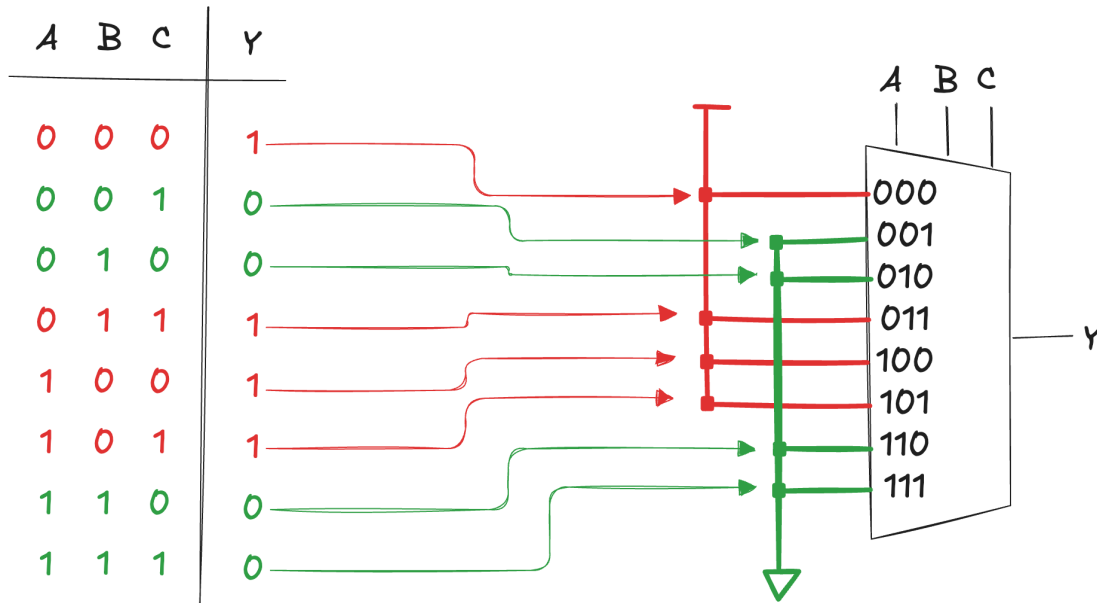 A B C Y
A B C
0 0 0 1
000
0 0 1 0
001
0 1 0 0
010
0 1 1 1
011
Y
1 0 0 1
100
1 0 1 1
101
110
1 1 0 0
111
1 1 1 0